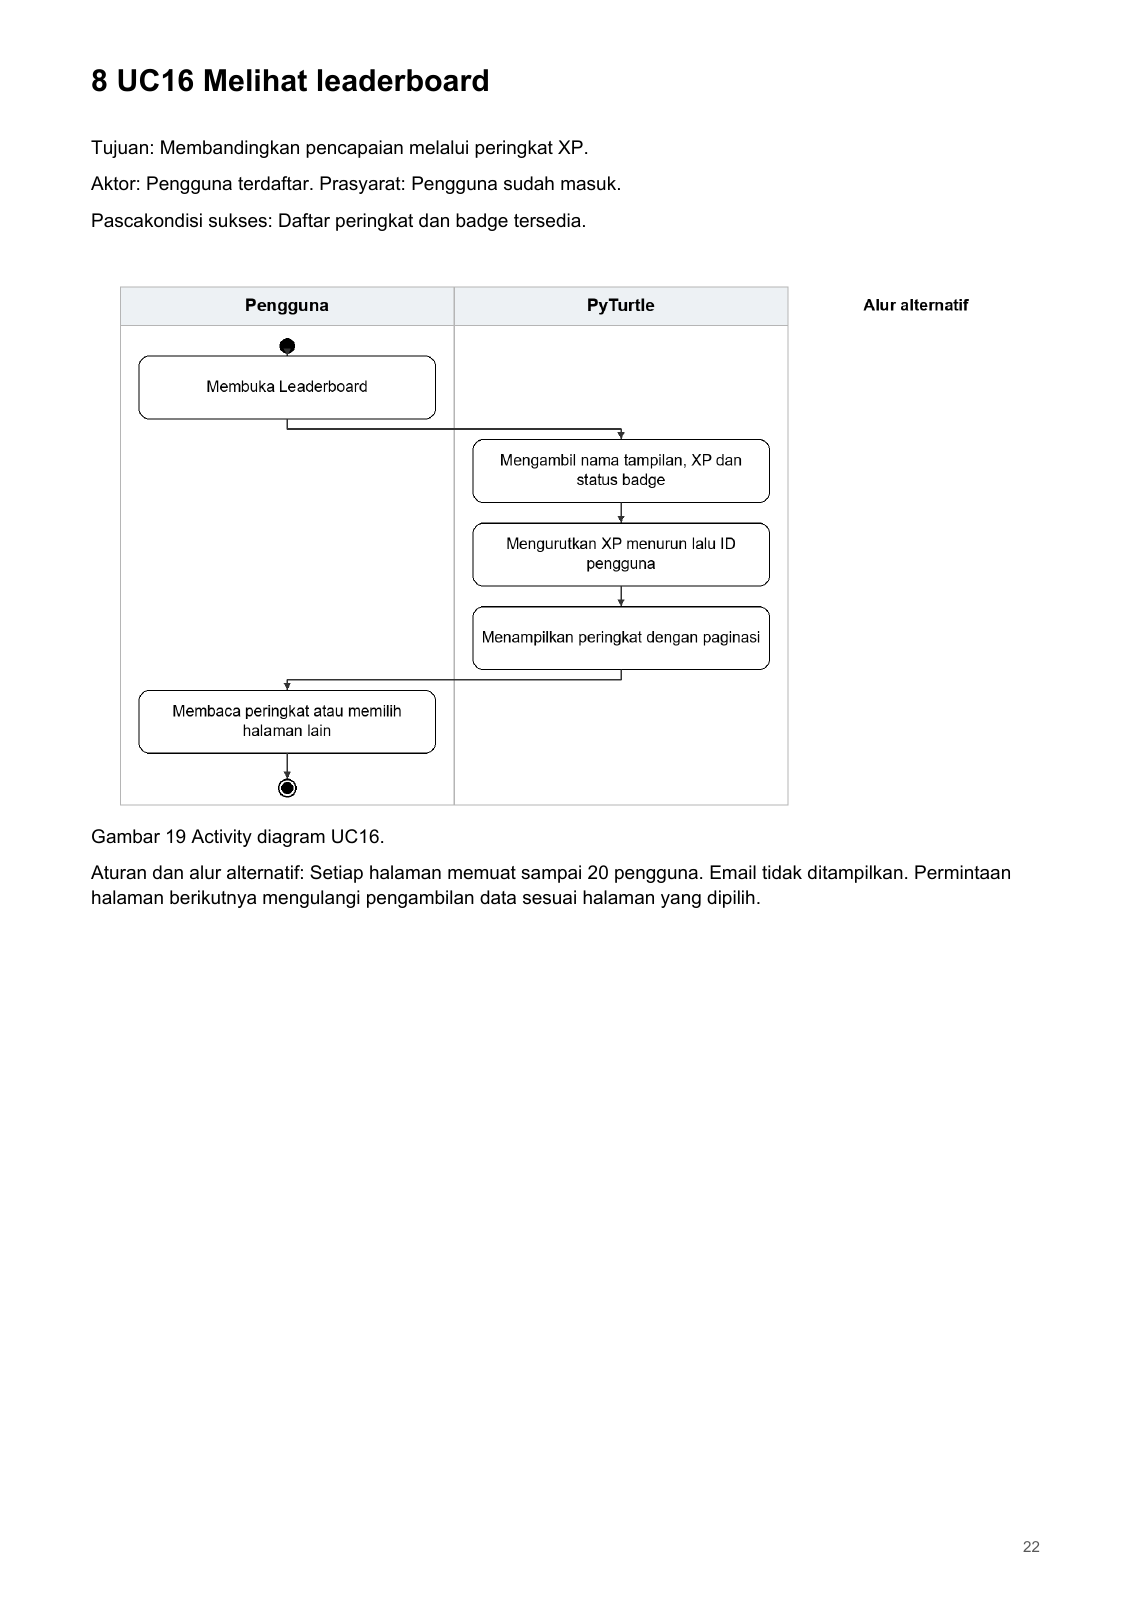 8 UC16 Melihat leaderboard
Tujuan: Membandingkan pencapaian melalui peringkat XP.
Aktor: Pengguna terdaftar. Prasyarat: Pengguna sudah masuk.
Pascakondisi sukses: Daftar peringkat dan badge tersedia.
Pengguna
PyTurtle
Alur alternatif
Membuka Leaderboard
Mengambil nama tampilan, XP dan
status badge
Mengurutkan XP menurun lalu ID
pengguna
Menampilkan peringkat dengan paginasi
Membaca peringkat atau memilih
halaman lain
Gambar 19 Activity diagram UC16.
Aturan dan alur alternatif: Setiap halaman memuat sampai 20 pengguna. Email tidak ditampilkan. Permintaan
halaman berikutnya mengulangi pengambilan data sesuai halaman yang dipilih.
22